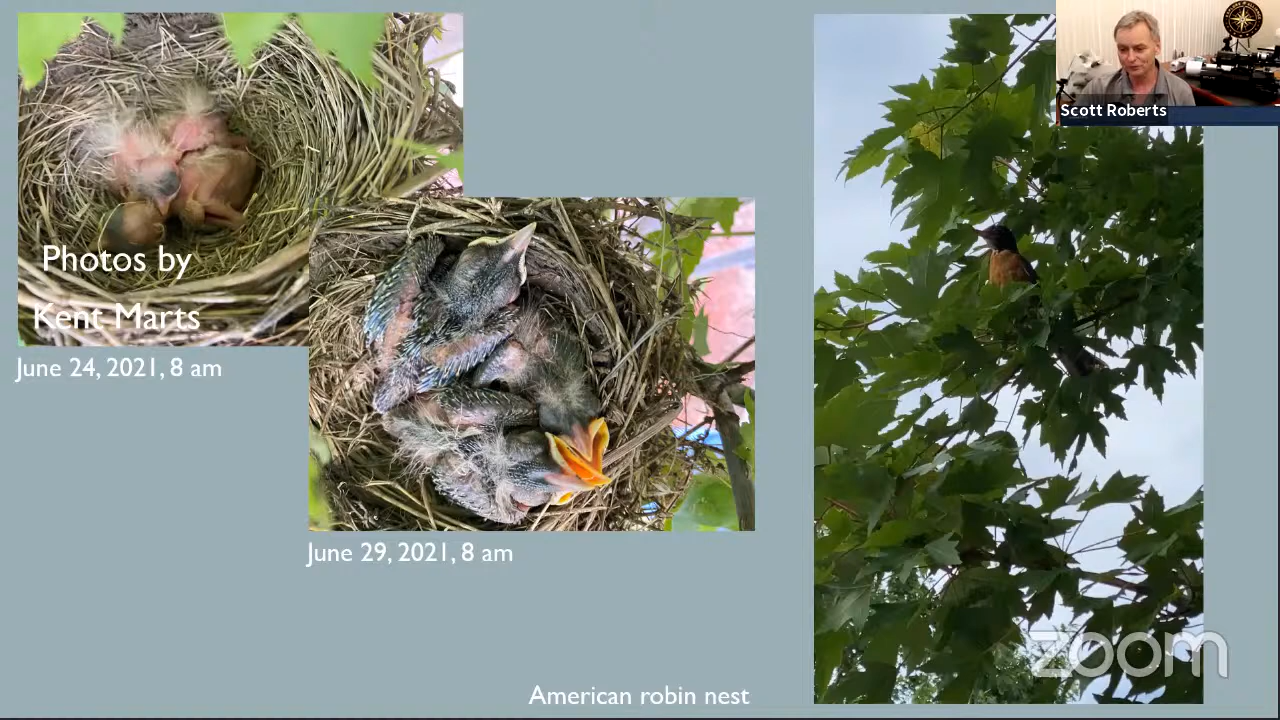 Scott Roberts
Photos by
Kent Marts
June 24, 2021, 8 am
June 29, 2021, 8 am
zoom
American robin nest